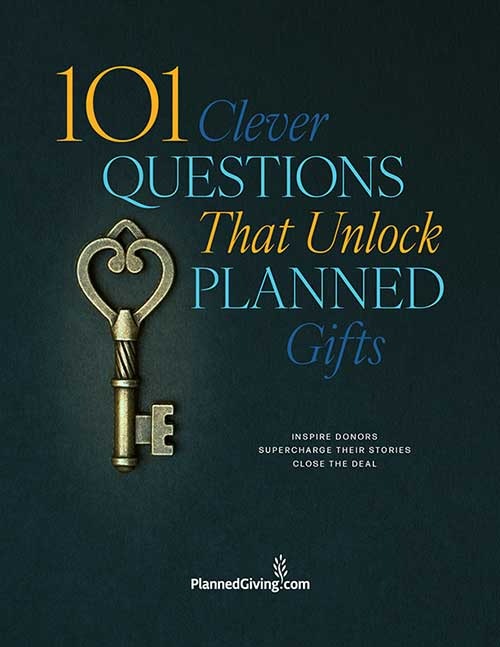 101 Clever
QUESTIONS
That Unlock
PLANNED
Gifts
INSPIRE DONORS
SUPERCHARGE THEIR STORIES
CLOSE THE DEAL
PlannedGiving.com